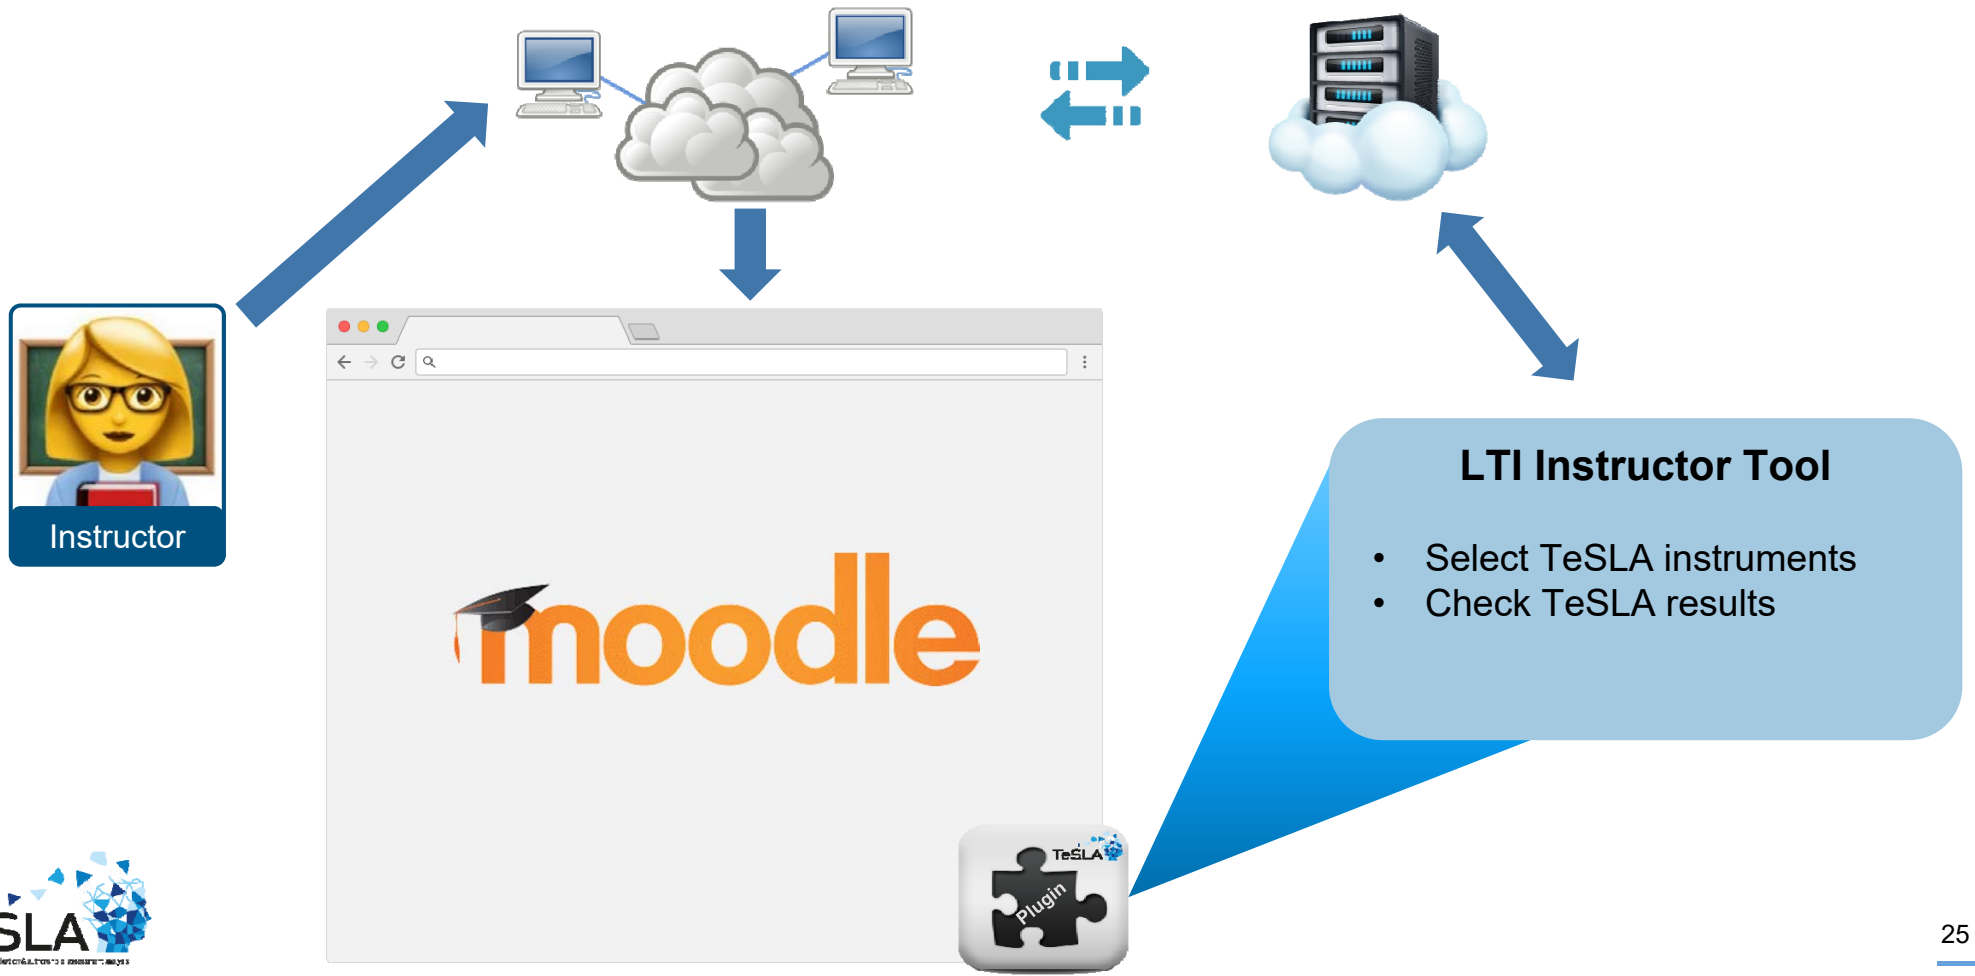 Instructor
moodle
LTI Instructor Tool
• Select TeSLA instruments
• Check TeSLA results
TeSLA
Plugin
SLA
25